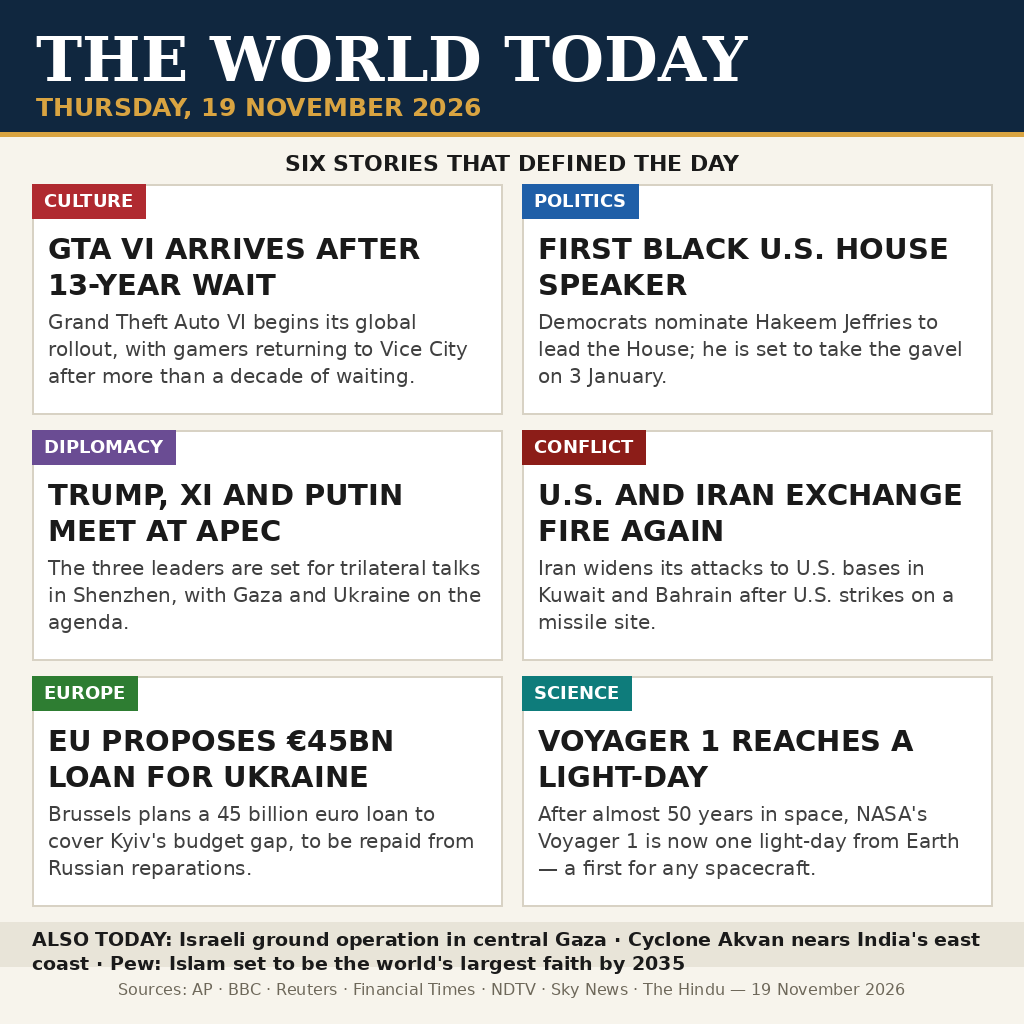 THE WORLD TODAY
THURSDAY, 19 NOVEMBER 2026
SIX STORIES THAT DEFINED THE DAY
CULTURE
GTA VI ARRIVES AFTER
13-YEAR WAIT
Grand Theft Auto VI begins its global
rollout, with gamers returning to Vice City
after more than a decade of waiting.
POLITICS
FIRST BLACK U.S. HOUSE
SPEAKER
Democrats nominate Hakeem Jeffries to
lead the House; he is set to take the gavel
on 3 January.
DIPLOMACY
TRUMP, XI AND PUTIN
MEET AT APEC
The three leaders are set for trilateral talks
in Shenzhen, with Gaza and Ukraine on the
agenda.
CONFLICT
U.S. AND IRAN EXCHANGE
FIRE AGAIN
Iran widens its attacks to U.S. bases in
Kuwait and Bahrain after U.S. strikes on a
missile site.
EUROPE
EU PROPOSES €45BN
LOAN FOR UKRAINE
Brussels plans a 45 billion euro loan to
cover Kyiv's budget gap, to be repaid from
Russian reparations.
SCIENCE
VOYAGER 1 REACHES A
LIGHT-DAY
After almost 50 years in space, NASA's
Voyager 1 is now one light-day from Earth
— a first for any spacecraft.
ALSO TODAY: Israeli ground operation in central Gaza · Cyclone Akvan nears India's east
coast · Pew: Islam set to be the world's largest faith by 2035
Sources: AP · BBC · Reuters · Financial Times · NDTV · Sky News · The Hindu — 19 November 2026